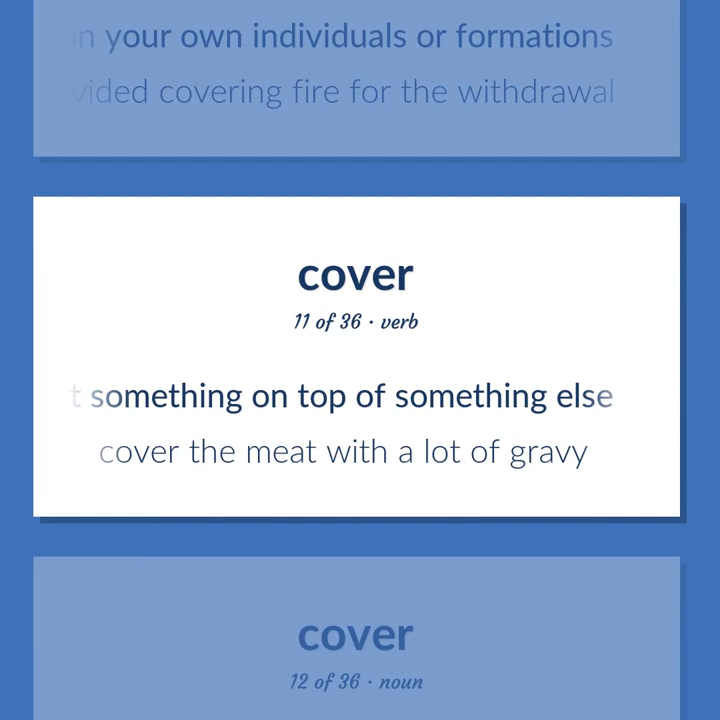 on your own individuals or formations
covering fire for the withdrawal
cover
11 of 36 · verb
something on top of something else
cover the meat with a lot of gravy
cover
12 of 36 · noun